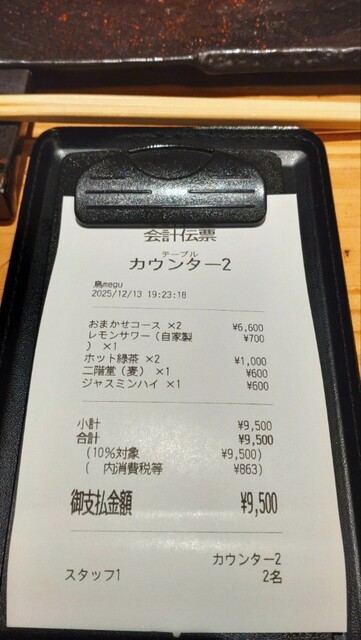 会計伝票
テーブル
カウンター2
鳥megu
2025/12/13 19:23:18
おまかせコース ×2 ¥6,600
レモンサワー（自家製 ¥700
） ×1
ホット緑茶 ×2 ¥1,000
二階堂（麦） ×1 ¥600
ジャスミンハイ ×1 ¥600
小計 ¥9,500
合計 ¥9,500
（10%対象 ¥9,500）
（ 内消費税等 ¥863）
御支払金額 ¥9,500
カウンター2
スタッフ1 2名